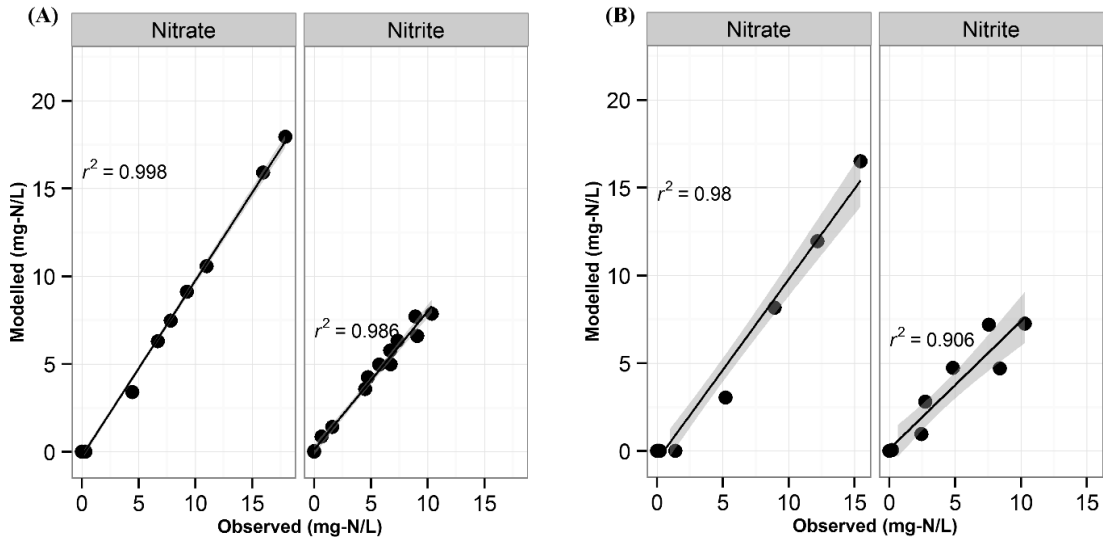 (A)
Nitrate
Nitrite
Modelled (mg-N/L)
20
15
10
5
0
r² = 0.998
r² = 0.986
0 5 10 15
0 5 10 15
Observed (mg-N/L)
(B)
Nitrate
Nitrite
Modelled (mg-N/L)
20
15
10
5
0
r² = 0.98
r² = 0.906
0 5 10 15
0 5 10 15
Observed (mg-N/L)